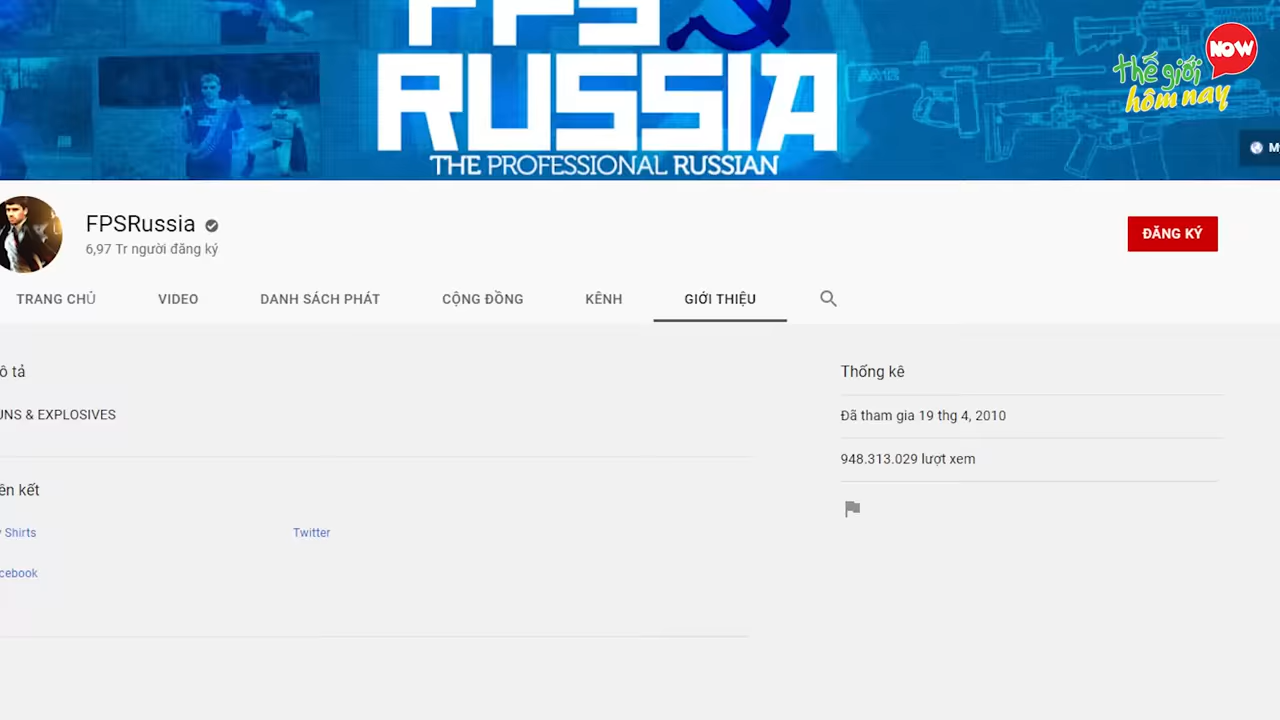 FPS
RUSSIA
THE PROFESSIONAL RUSSIAN
AA12
NOW
thế giới
hôm nay
FPSRussia
6,97 Tr người đăng ký
ĐĂNG KÝ
TRANG CHỦ VIDEO DANH SÁCH PHÁT CỘNG ĐỒNG KÊNH GIỚI THIỆU
ô tả
UNS & EXPLOSIVES
ên kết
y Shirts Twitter
cebook
Thống kê
Đã tham gia 19 thg 4, 2010
948.313.029 lượt xem